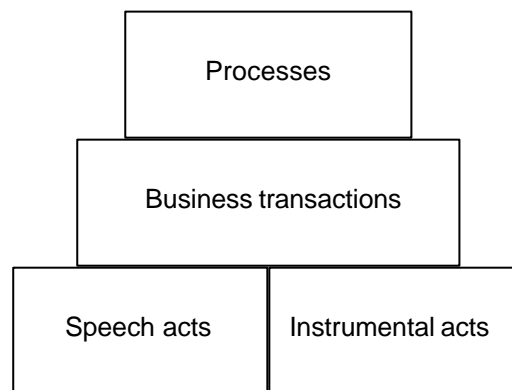 Processes
Business transactions
Speech acts
Instrumental acts